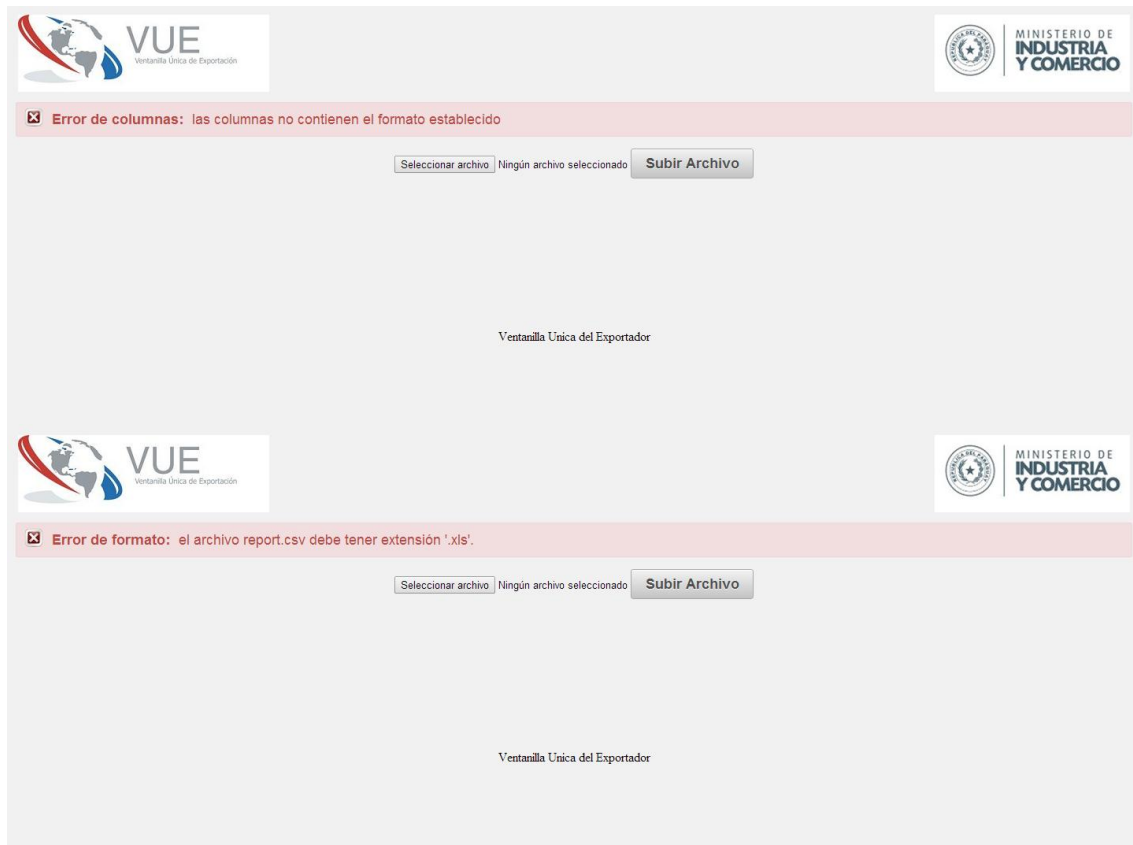 VUE
Ventanilla Única de Exportación
MINISTERIO DE
INDUSTRIA
Y COMERCIO
Error de columnas: las columnas no contienen el formato establecido
Seleccionar archivo Ningún archivo seleccionado Subir Archivo
Ventanilla Unica del Exportador
VUE
Ventanilla Única de Exportación
MINISTERIO DE
INDUSTRIA
Y COMERCIO
Error de formato: el archivo report.csv debe tener extensión '.xls'.
Seleccionar archivo Ningún archivo seleccionado Subir Archivo
Ventanilla Unica del Exportador